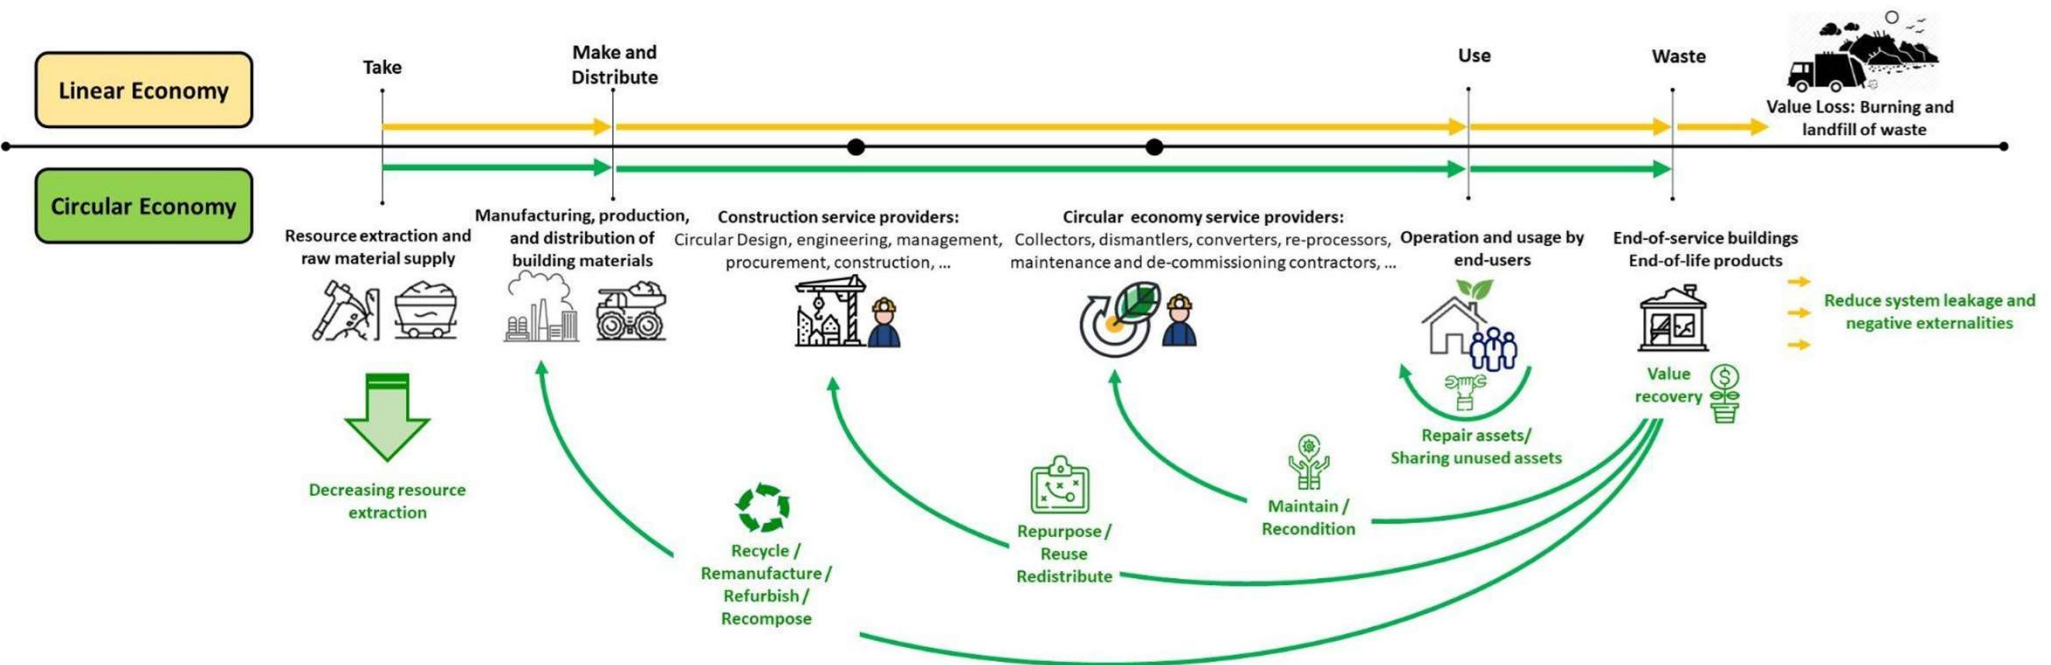 Linear Economy
Take
Make and
Distribute
Use
Waste
Value Loss: Burning and
landfill of waste
Circular Economy
Resource extraction and
raw material supply
Manufacturing, production,
and distribution of
building materials
Construction service providers:
Circular Design, engineering, management,
procurement, construction, ...
Circular economy service providers:
Collectors, dismantlers, converters, re-processors,
maintenance and de-commissioning contractors, ...
Operation and usage by
end-users
End-of-service buildings
End-of-life products
Reduce system leakage and
negative externalities
Value
recovery
$
Repair assets/
Sharing unused assets
Maintain /
Recondition
Repurpose /
Reuse
Redistribute
Recycle /
Remanufacture /
Refurbish /
Recompose
Decreasing resource
extraction